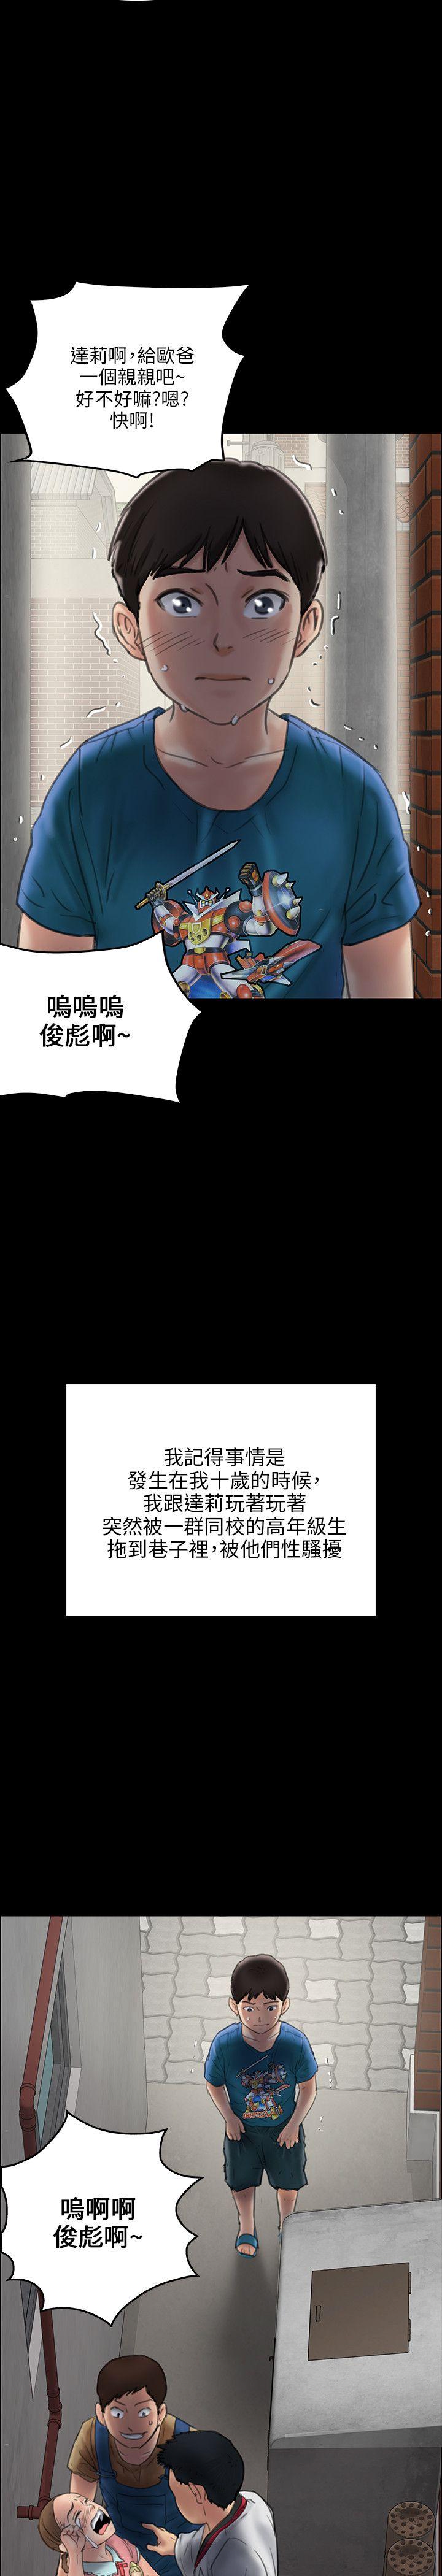 達莉啊,給歐爸
一個親親吧~
好不好嘛?嗯?
快啊!
嗚嗚嗚
俊彪啊~
我記得事情是
發生在我十歲的時候,
我跟達莉玩著玩著
突然被一群同校的高年級生
拖到巷子裡,被他們性騷擾
嗚啊啊
俊彪啊~